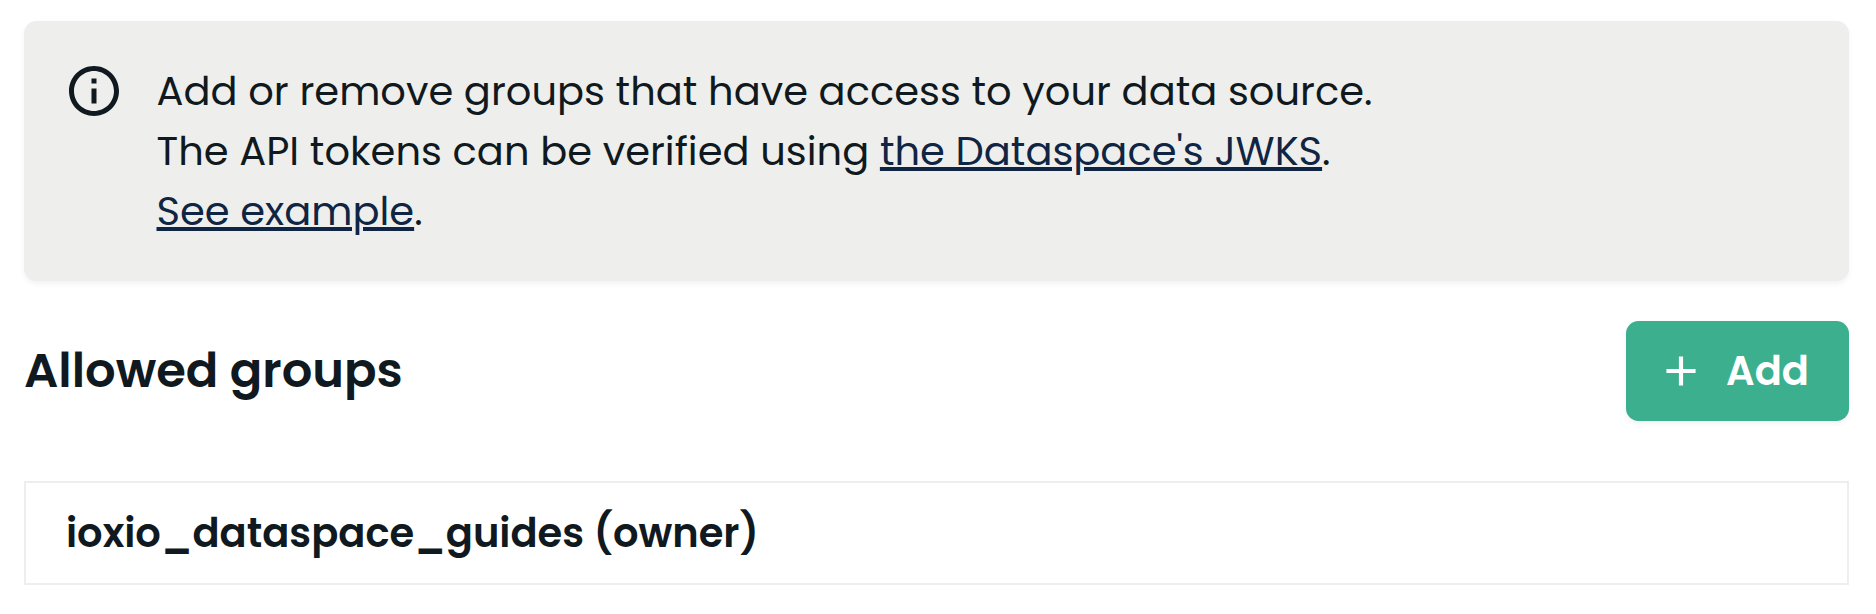 Add or remove groups that have access to your data source.
The API tokens can be verified using the Dataspace's JWKS.
See example.
Allowed groups
+ Add
ioxio_dataspace_guides (owner)